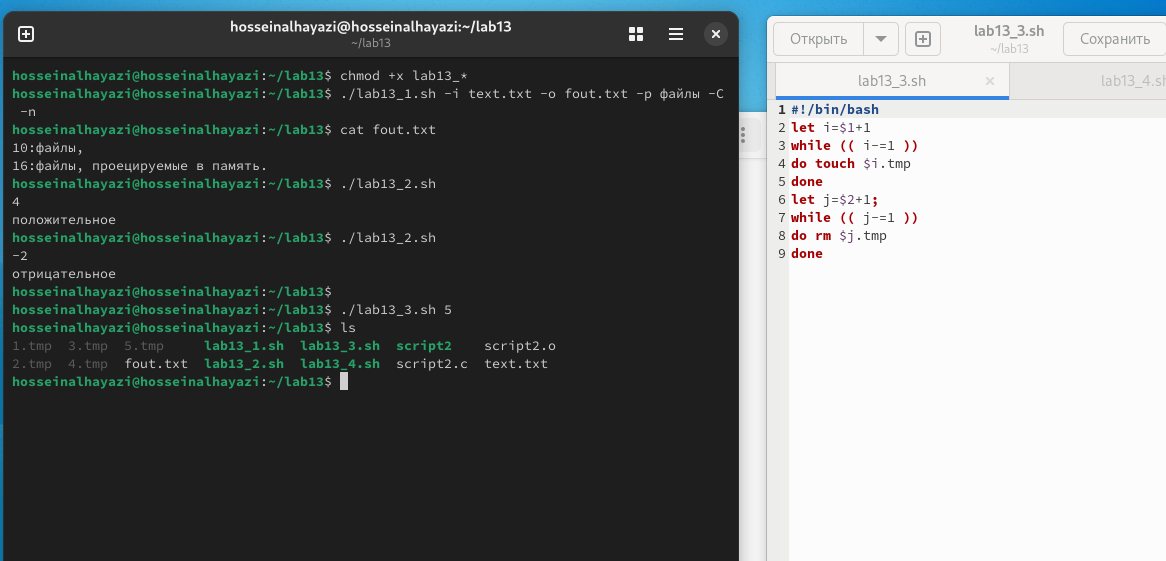 hosseinalhayazi@hosseinalhayazi:~/lab13
~/lab13
hosseinalhayazi@hosseinalhayazi:~/lab13$ chmod +x lab13_*
hosseinalhayazi@hosseinalhayazi:~/lab13$ ./lab13_1.sh -i text.txt -o fout.txt -p файлы -C
-n
hosseinalhayazi@hosseinalhayazi:~/lab13$ cat fout.txt
10:файлы,
16:файлы, проецируемые в память.
hosseinalhayazi@hosseinalhayazi:~/lab13$ ./lab13_2.sh
4
положительное
hosseinalhayazi@hosseinalhayazi:~/lab13$ ./lab13_2.sh
-2
отрицательное
hosseinalhayazi@hosseinalhayazi:~/lab13$
hosseinalhayazi@hosseinalhayazi:~/lab13$ ./lab13_3.sh 5
hosseinalhayazi@hosseinalhayazi:~/lab13$ ls
1.tmp 3.tmp 5.tmp lab13_1.sh lab13_3.sh script2 script2.o
2.tmp 4.tmp fout.txt lab13_2.sh lab13_4.sh script2.c text.txt
hosseinalhayazi@hosseinalhayazi:~/lab13$
Открыть
lab13_3.sh
~/lab13
Сохранить
lab13_3.sh ×
lab13_4.sh
1 #!/bin/bash
2 let i=$1+1
3 while (( i-=1 ))
4 do touch $i.tmp
5 done
6 let j=$2+1;
7 while (( j-=1 ))
8 do rm $j.tmp
9 done